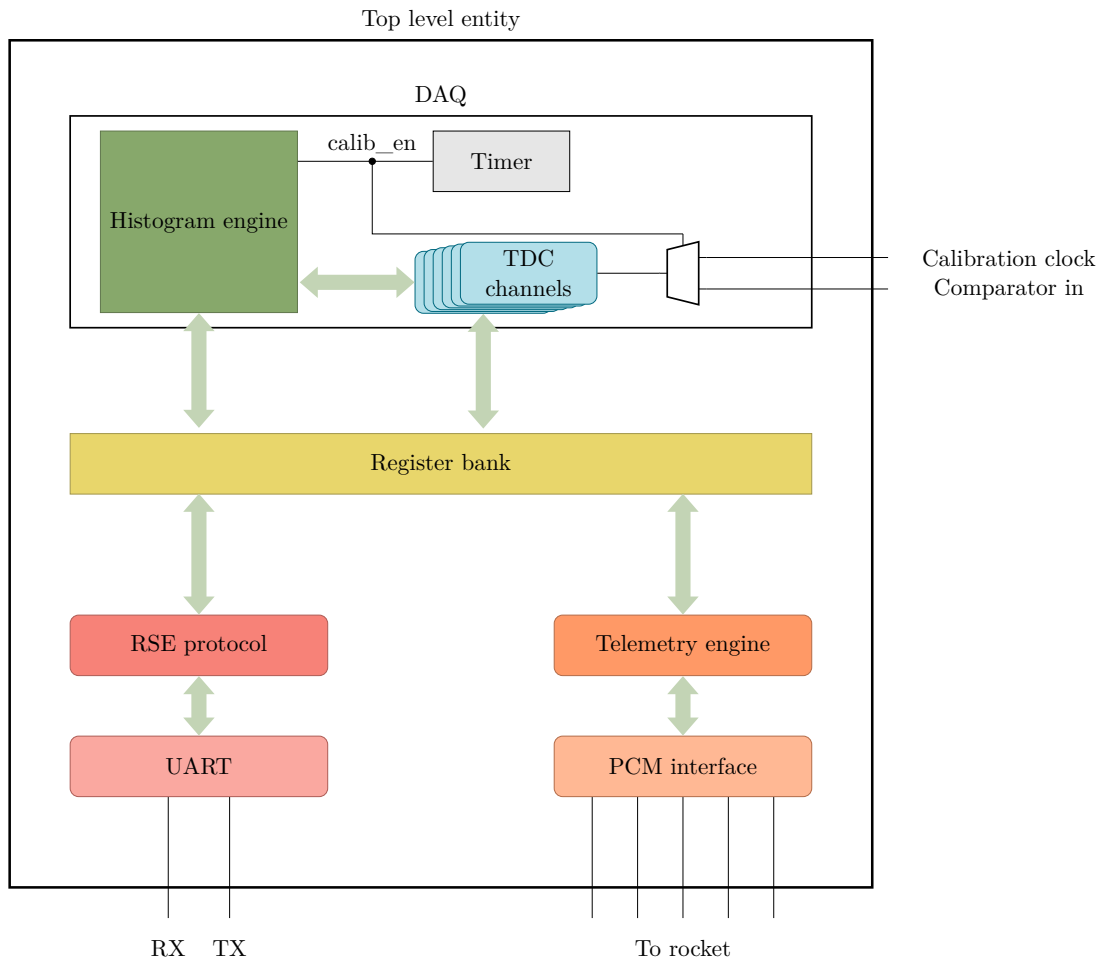 Top level entity
DAQ
calib_en
Timer
Histogram engine
TDC
channels
Calibration clock
Comparator in
Register bank
RSE protocol
Telemetry engine
UART
PCM interface
RX TX
To rocket